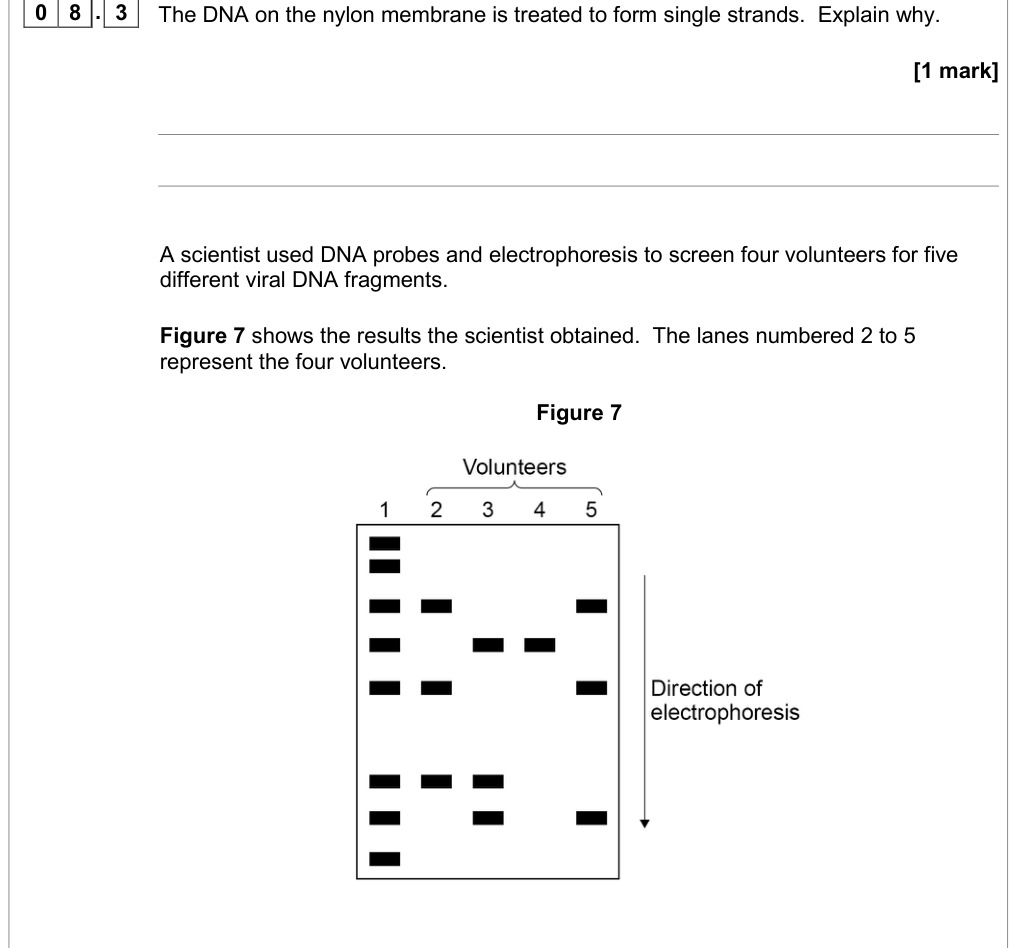 08.3 The DNA on the nylon membrane is treated to form single strands. Explain why.
[1 mark]
A scientist used DNA probes and electrophoresis to screen four volunteers for five
different viral DNA fragments.
Figure 7 shows the results the scientist obtained. The lanes numbered 2 to 5
represent the four volunteers.
Figure 7
Volunteers
1 2 3 4 5
Direction of
electrophoresis